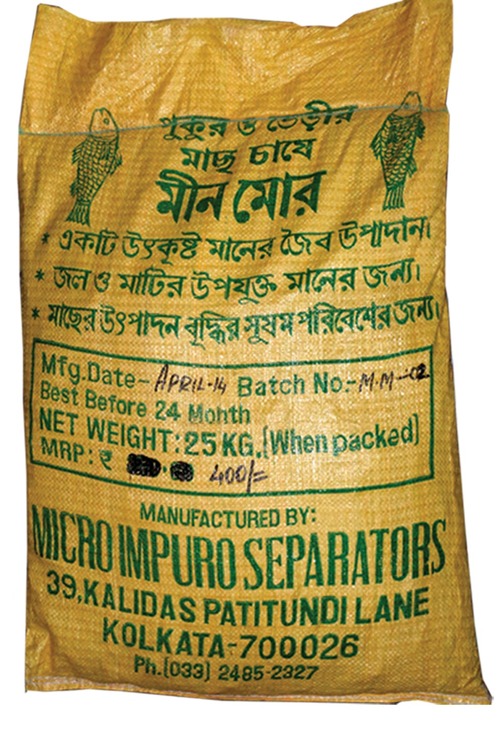 পুকুর ও ভেড়ীর
মাছ চাষে
মীন মোর
* একটি উৎকৃষ্ট মানের জৈব উপাদান।
* জল ও মাটির উপযুক্ত মানের জন্য।
* মাছের উৎপাদন বৃদ্ধির সুষম পরিবেশের জন্য।
Mfg.Date- APRIL-14 Batch No:- M.M-02
Best Before 24 Month
NET WEIGHT: 25 KG. (When packed)
MRP: ₹ 400/=
MANUFACTURED BY:
MICRO IMPURO SEPARATORS
39, KALIDAS PATITUNDI LANE
KOLKATA-700026
Ph.(033) 2485-2327